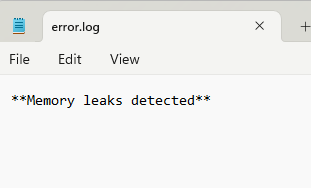 error.log
File Edit View
**Memory leaks detected**